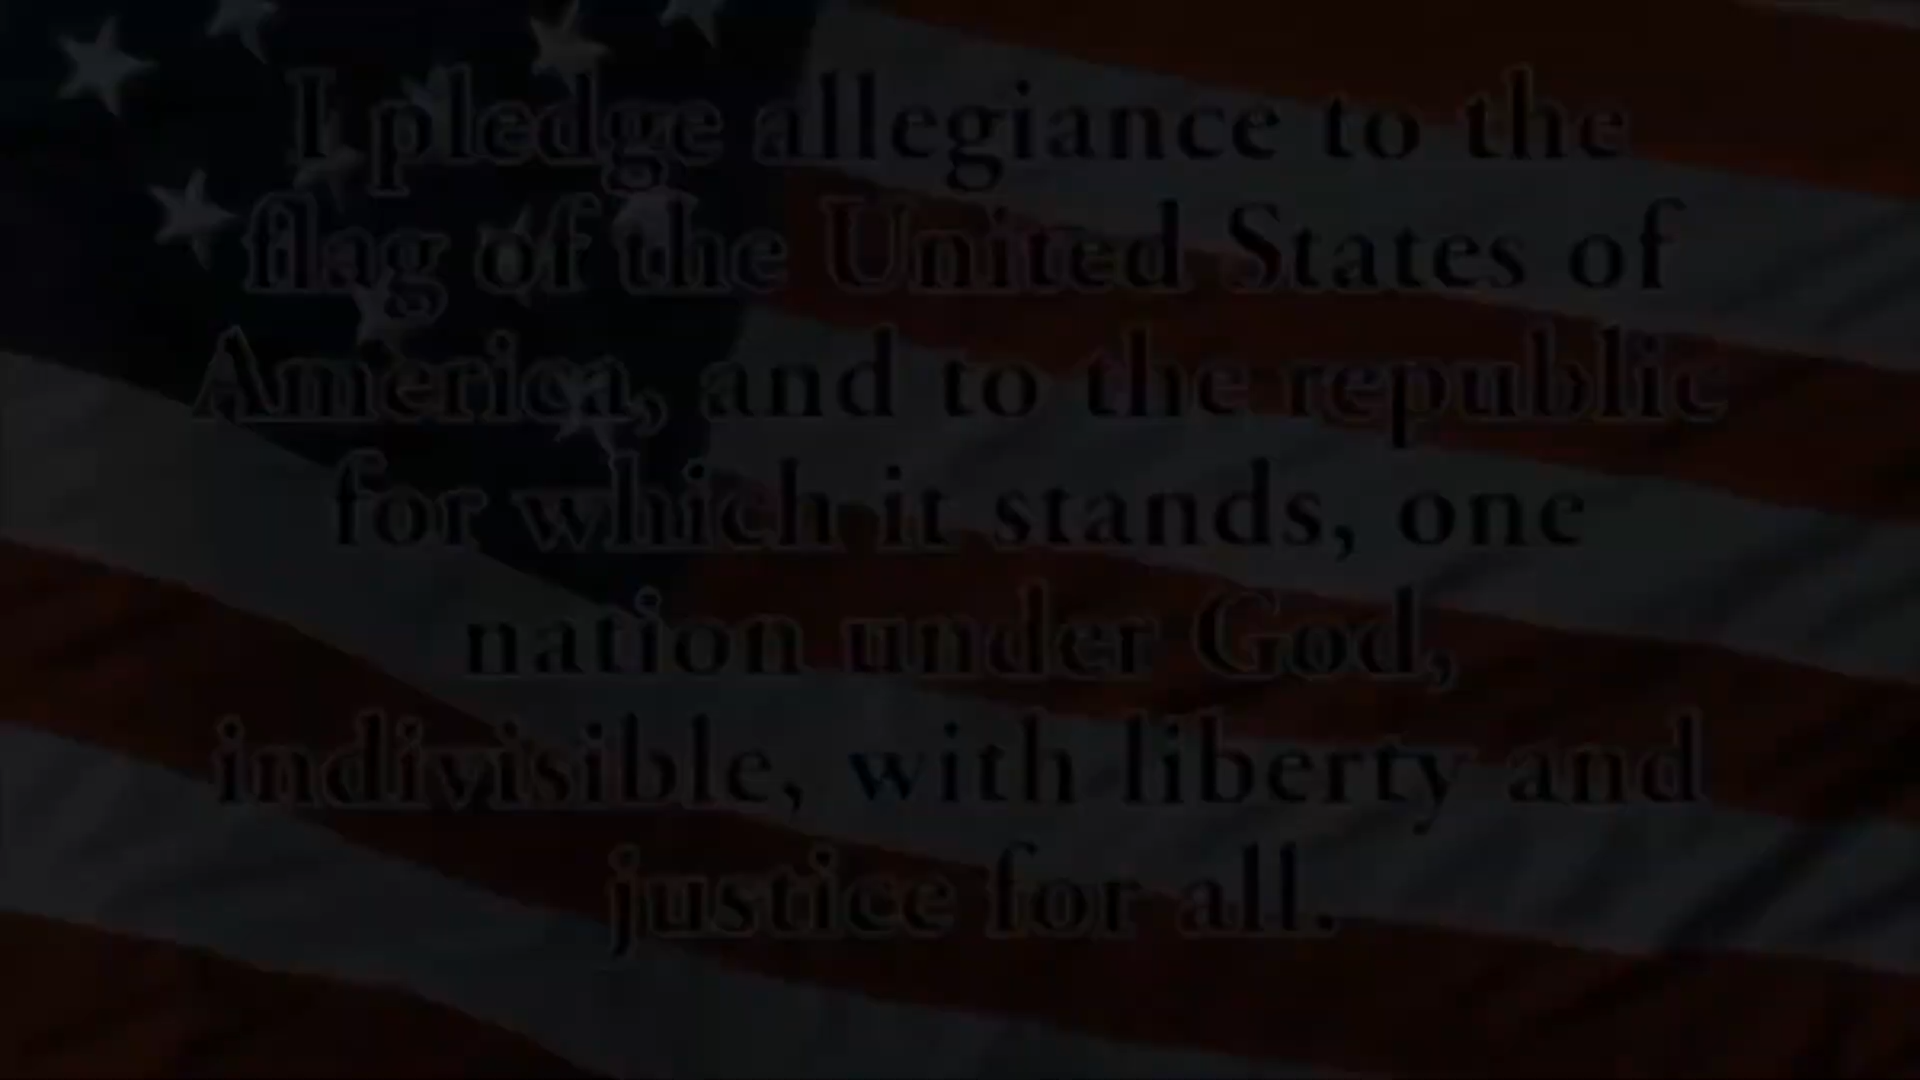 I pledge allegiance to the
flag of the United States of
America, and to the republic
for which it stands, one
nation under God,
indivisible, with liberty and
justice for all.